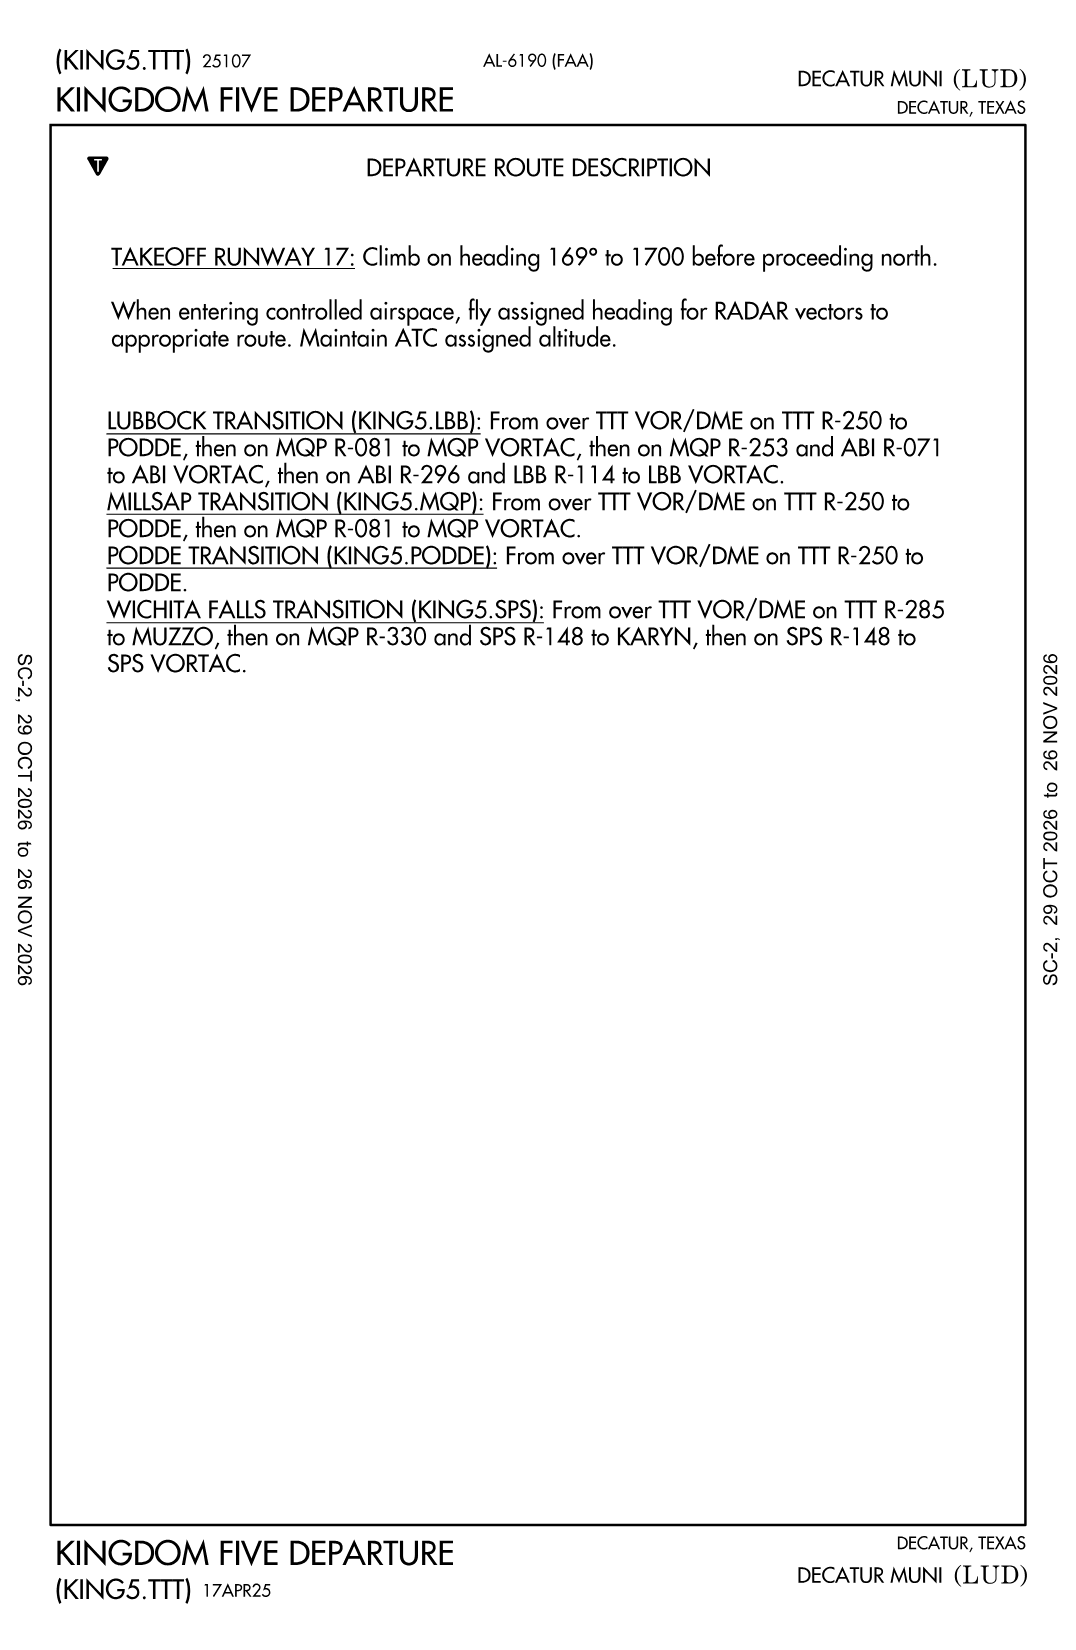 (KING5.TTT) 25107
AL-6190 (FAA)
DECATUR MUNI (LUD)
KINGDOM FIVE DEPARTURE
DECATUR, TEXAS
T
DEPARTURE ROUTE DESCRIPTION
TAKEOFF RUNWAY 17: Climb on heading 169° to 1700 before proceeding north.
When entering controlled airspace, fly assigned heading for RADAR vectors to
appropriate route. Maintain ATC assigned altitude.
LUBBOCK TRANSITION (KING5.LBB): From over TTT VOR/DME on TTT R-250 to
PODDE, then on MQP R-081 to MQP VORTAC, then on MQP R-253 and ABI R-071
to ABI VORTAC, then on ABI R-296 and LBB R-114 to LBB VORTAC.
MILLSAP TRANSITION (KING5.MQP): From over TTT VOR/DME on TTT R-250 to
PODDE, then on MQP R-081 to MQP VORTAC.
PODDE TRANSITION (KING5.PODDE): From over TTT VOR/DME on TTT R-250 to
PODDE.
WICHITA FALLS TRANSITION (KING5.SPS): From over TTT VOR/DME on TTT R-285
to MUZZO, then on MQP R-330 and SPS R-148 to KARYN, then on SPS R-148 to
SPS VORTAC.
SC-2, 29 OCT 2026 to 26 NOV 2026
SC-2, 29 OCT 2026 to 26 NOV 2026
KINGDOM FIVE DEPARTURE
DECATUR, TEXAS
(KING5.TTT) 17APR25
DECATUR MUNI (LUD)